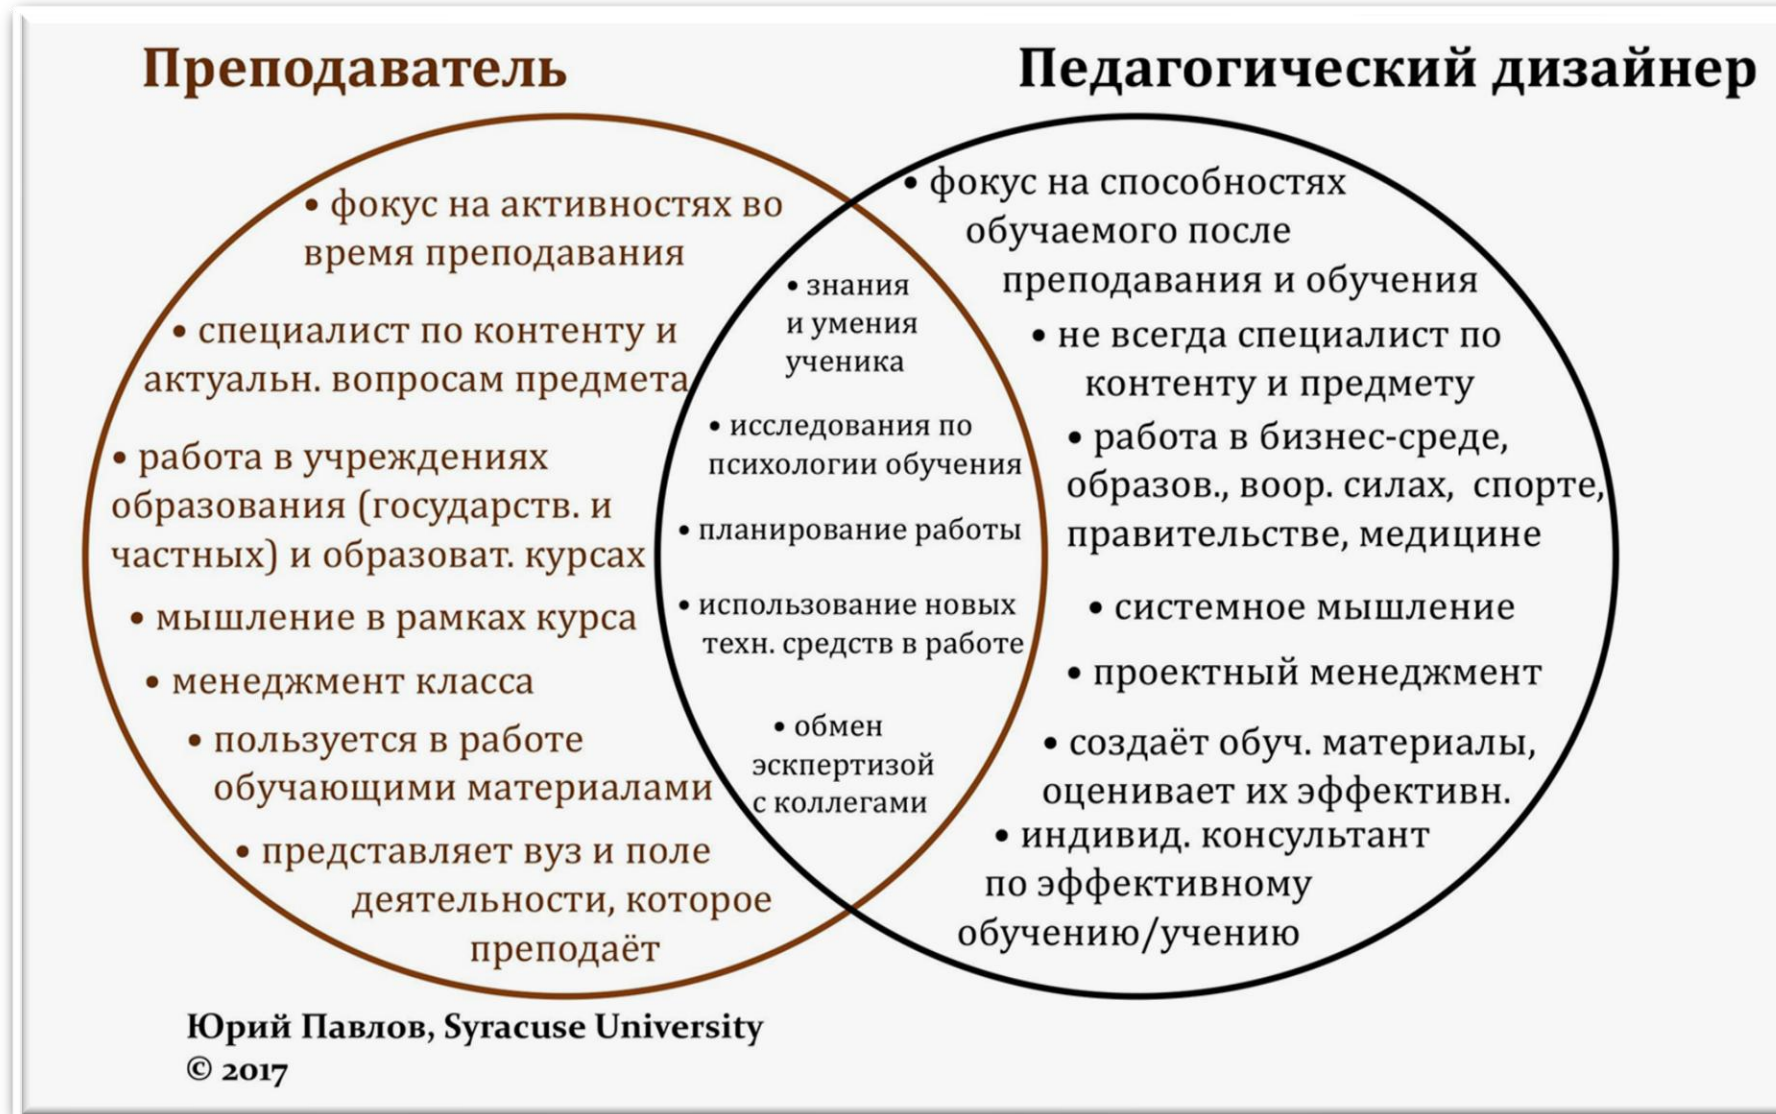 Преподаватель
• фокус на активностях во
время преподавания
• специалист по контенту и
актуальн. вопросам предмета
• работа в учреждениях
образования (государств. и
частных) и образоват. курсах
• мышление в рамках курса
• менеджмент класса
• пользуется в работе
обучающими материалами
• представляет вуз и поле
деятельности, которое
преподаёт
• знания
и умения
ученика
• исследования по
психологии обучения
• планирование работы
• использование новых
техн. средств в работе
• обмен
эскпертизой
с коллегами
Педагогический дизайнер
• фокус на способностях
обучаемого после
преподавания и обучения
• не всегда специалист по
контенту и предмету
• работа в бизнес-среде,
образов., воор. силах, спорте,
правительстве, медицине
• системное мышление
• проектный менеджмент
• создаёт обуч. материалы,
оценивает их эффективн.
• индивид. консультант
по эффективному
обучению/учению
Юрий Павлов, Syracuse University
© 2017